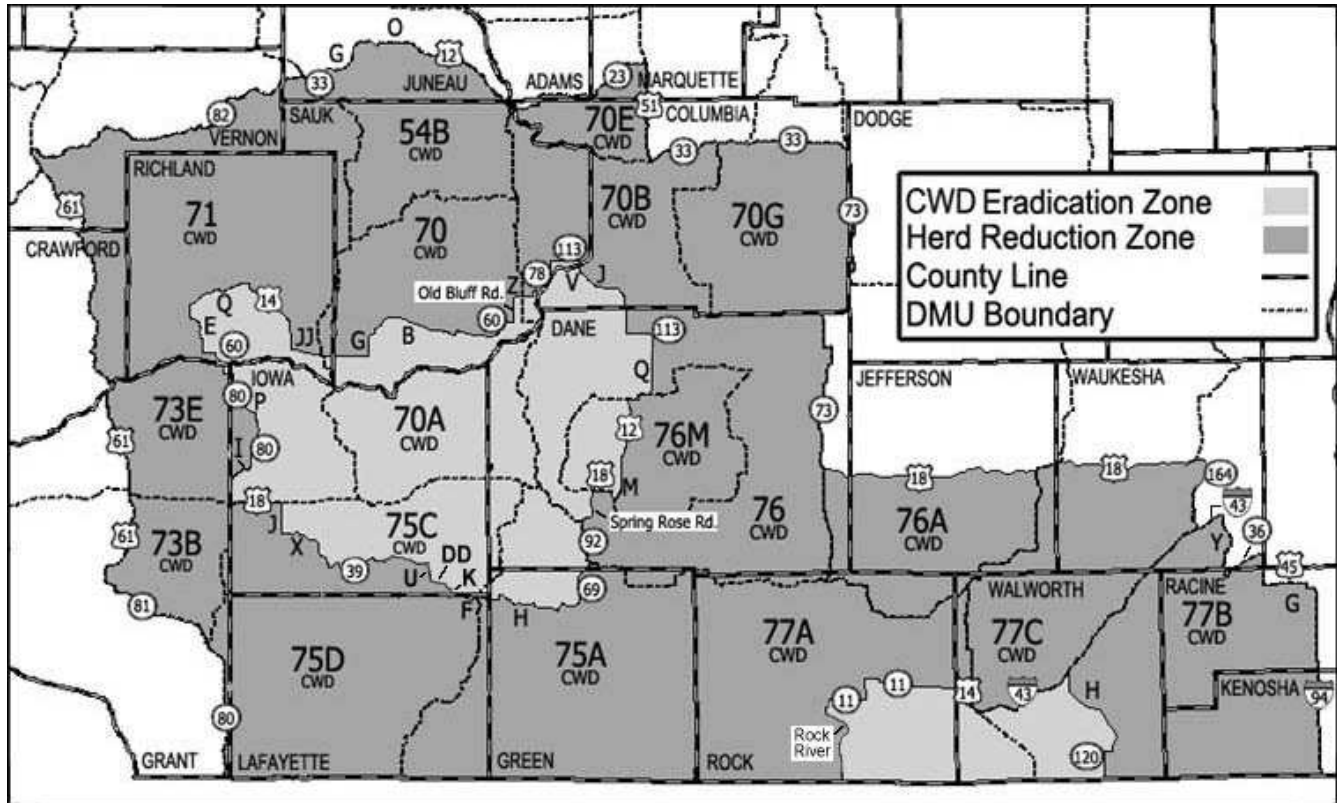 O
G
12
33
JUNEAU
ADAMS
23
MARQUETTE
51
COLUMBIA
DODGE
82
VERNON
SAUK
54B
CWD
70E
CWD
33
33
RICHLAND
61
71
CWD
70
CWD
70B
CWD
70G
CWD
73
CWD Eradication Zone
Herd Reduction Zone
County Line
DMU Boundary
CRAWFORD
113
78
V
J
Z
Old Bluff Rd.
Q
14
E
60
JJ
G
B
60
DANE
113
Q
IOWA
80
P
73E
CWD
61
I
80
70A
CWD
12
76M
CWD
73
JEFFERSON
WAUKESHA
18
18
164
43
18
M
Spring Rose Rd.
76
CWD
76A
CWD
36
Y
18
J
X
75C
CWD
39
U
DD
K
F
92
61
73B
CWD
81
69
H
45
G
WALWORTH
RACINE
77B
CWD
77C
CWD
77A
CWD
75D
CWD
75A
CWD
11
11
14
43
H
KENOSHA
94
80
Rock
River
120
GRANT
LAFAYETTE
GREEN
ROCK